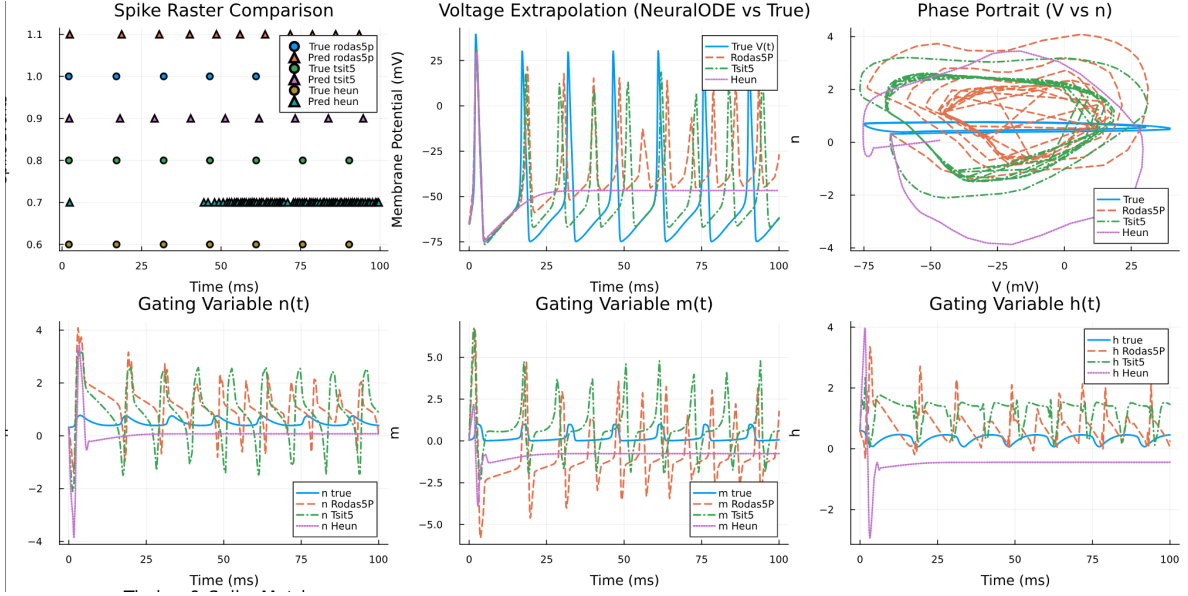 Spike Raster Comparison
1.1
1.0
0.9
0.8
0.7
0.6
0
25
50
75
100
Time (ms)
True rodas5p
Pred rodas5p
True tsit5
Pred tsit5
True heun
Pred heun
Voltage Extrapolation (NeuralODE vs True)
Membrane Potential (mV)
0
−25
−50
−75
0
25
50
75
100
Time (ms)
True V(t)
Rodas5P
Tsit5
Heun
Phase Portrait (V vs n)
n
4
2
0
−2
−4
−75
−50
−25
0
25
V (mV)
True
Rodas5P
Tsit5
Heun
Gating Variable n(t)
4
2
0
−2
−4
0
25
50
75
100
Time (ms)
n true
n Rodas5P
n Tsit5
n Heun
Gating Variable m(t)
m
5.0
2.5
0.0
−2.5
−5.0
0
25
50
75
100
Time (ms)
m true
m Rodas5P
m Tsit5
m Heun
Gating Variable h(t)
h
4
2
0
−2
0
25
50
75
100
Time (ms)
h true
h Rodas5P
h Tsit5
h Heun